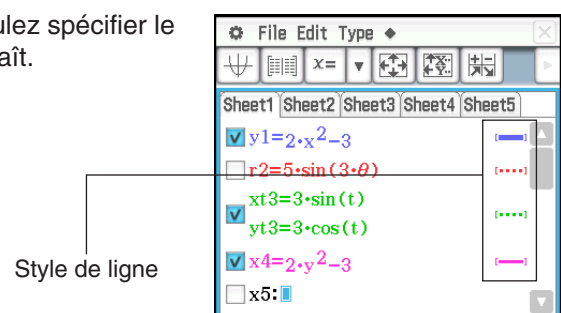 ulez spécifier le
aît.
File Edit Type ◆
x=
Sheet1 Sheet2 Sheet3 Sheet4 Sheet5
y1=2•x²−3
r2=5•sin(3•θ)
xt3=3•sin(t)
yt3=3•cos(t)
x4=2•y²−3
x5:
Style de ligne